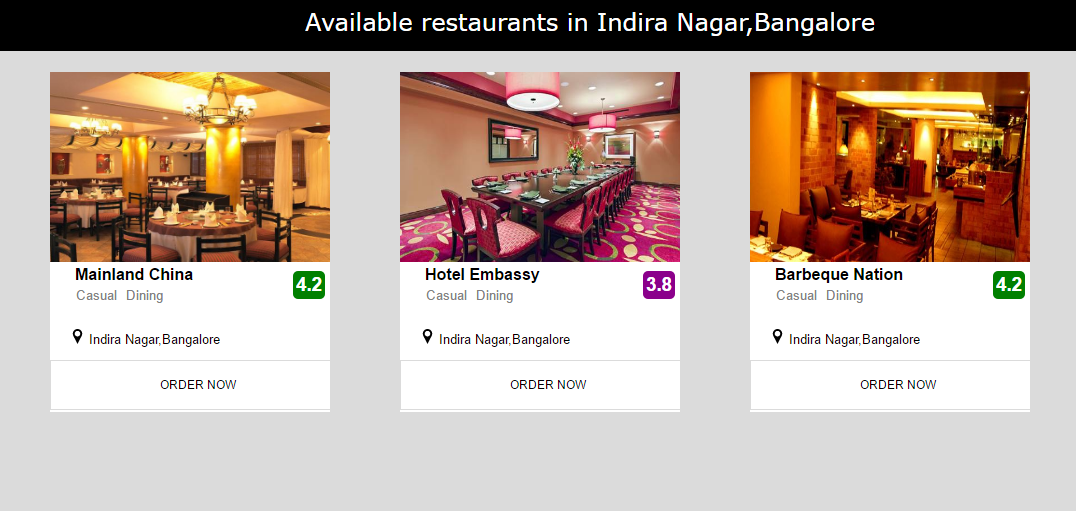 Available restaurants in Indira Nagar,Bangalore
Mainland China
4.2
Casual Dining
Indira Nagar,Bangalore
ORDER NOW
Hotel Embassy
3.8
Casual Dining
Indira Nagar,Bangalore
ORDER NOW
Barbeque Nation
4.2
Casual Dining
Indira Nagar,Bangalore
ORDER NOW